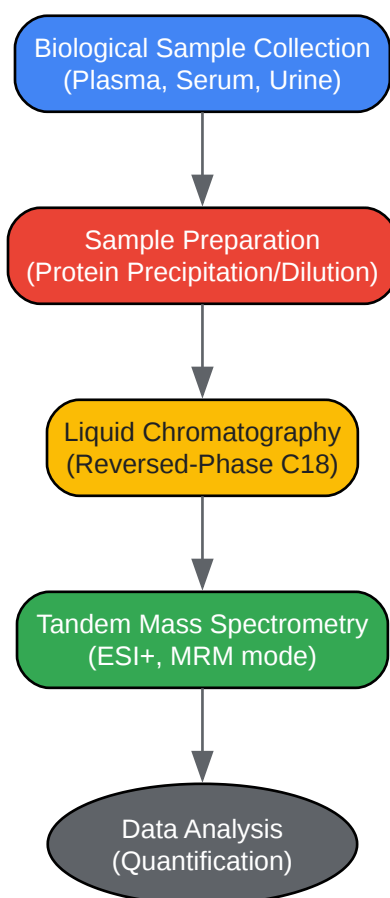 Biological Sample Collection
(Plasma, Serum, Urine)
Sample Preparation
(Protein Precipitation/Dilution)
Liquid Chromatography
(Reversed-Phase C18)
Tandem Mass Spectrometry
(ESI+, MRM mode)
Data Analysis
(Quantification)